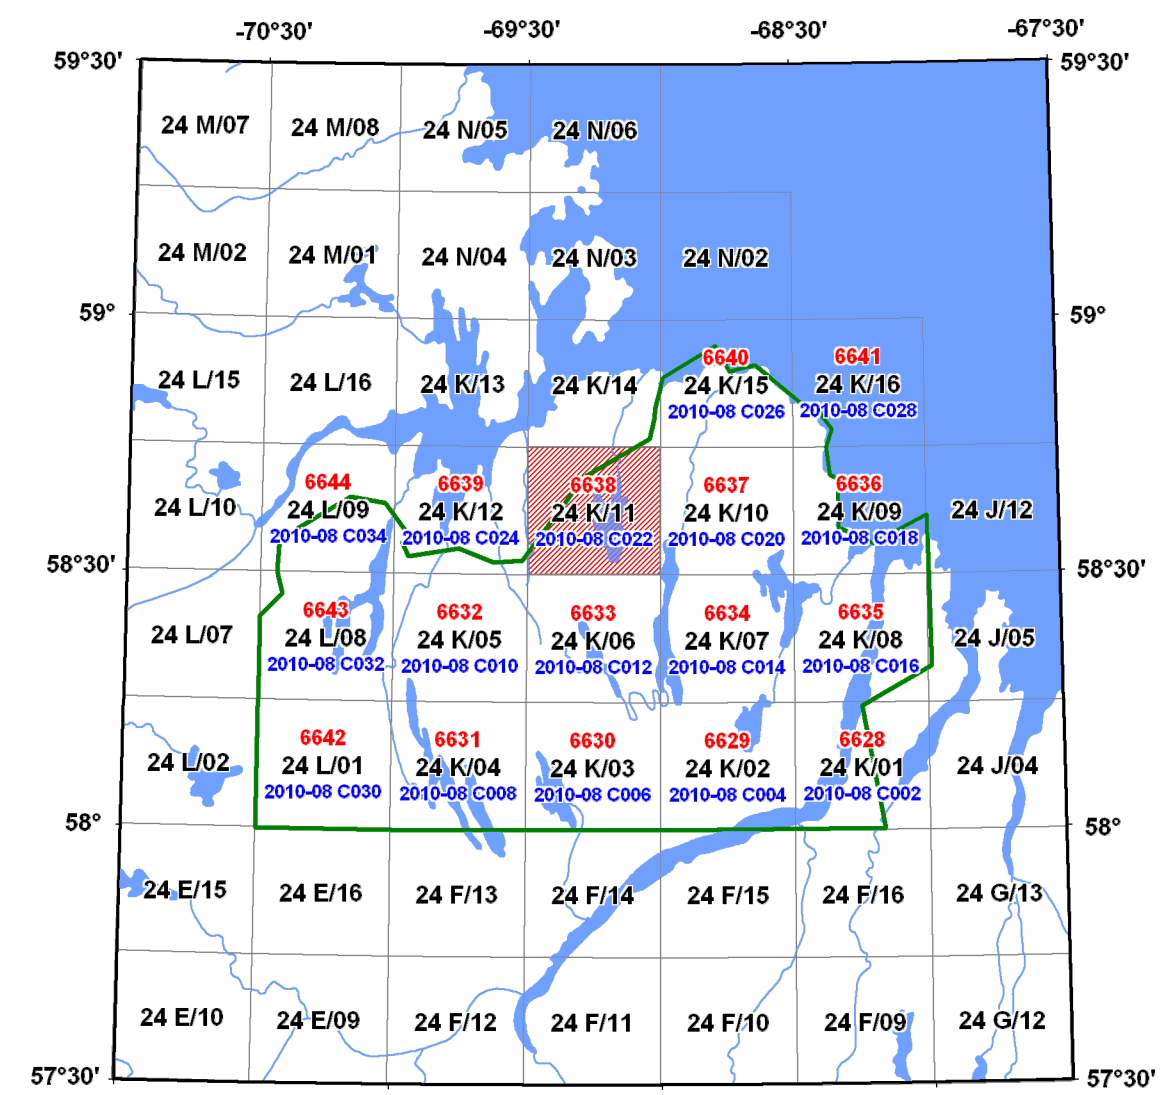 -70°30' -69°30' -68°30' -67°30'
59°30' 59°30'
24 M/07 24 M/08 24 N/05 24 N/06
24 M/02 24 M/01 24 N/04 24 N/03 24 N/02
59° 59°
6640 6641
24 L/15 24 L/16 24 K/13 24 K/14 24 K/15 24 K/16
2010-08 C026 2010-08 C028
6644 6639 6638 6637 6636
24 L/10 24 L/09 24 K/12 24 K/11 24 K/10 24 K/09 24 J/12
2010-08 C034 2010-08 C024 2010-08 C022 2010-08 C020 2010-08 C018
58°30' 58°30'
6643 6632 6633 6634 6635
24 L/07 24 L/08 24 K/05 24 K/06 24 K/07 24 K/08 24 J/05
2010-08 C032 2010-08 C010 2010-08 C012 2010-08 C014 2010-08 C016
6642 6631 6630 6629 6628
24 L/02 24 L/01 24 K/04 24 K/03 24 K/02 24 K/01 24 J/04
2010-08 C030 2010-08 C008 2010-08 C006 2010-08 C004 2010-08 C002
58° 58°
24 E/15 24 E/16 24 F/13 24 F/14 24 F/15 24 F/16 24 G/13
24 E/10 24 E/09 24 F/12 24 F/11 24 F/10 24 F/09 24 G/12
57°30' 57°30'